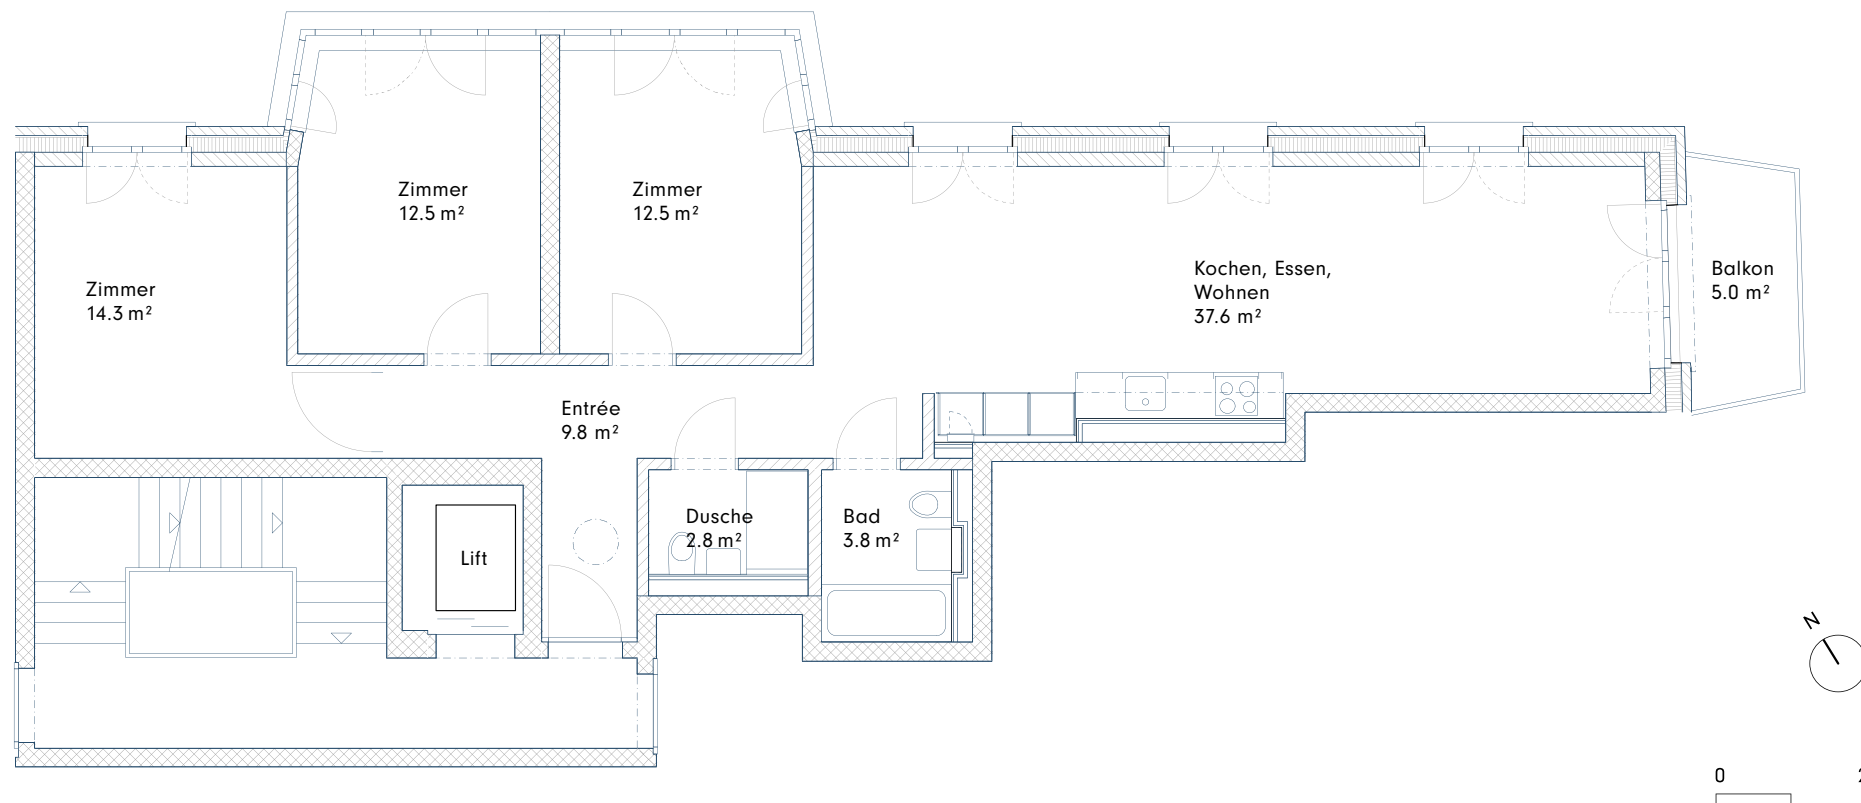 Zimmer
12.5 m²
Zimmer
12.5 m²
Zimmer
14.3 m²
Kochen, Essen,
Wohnen
37.6 m²
Balkon
5.0 m²
Entrée
9.8 m²
Dusche
2.8 m²
Bad
3.8 m²
Lift
N
0